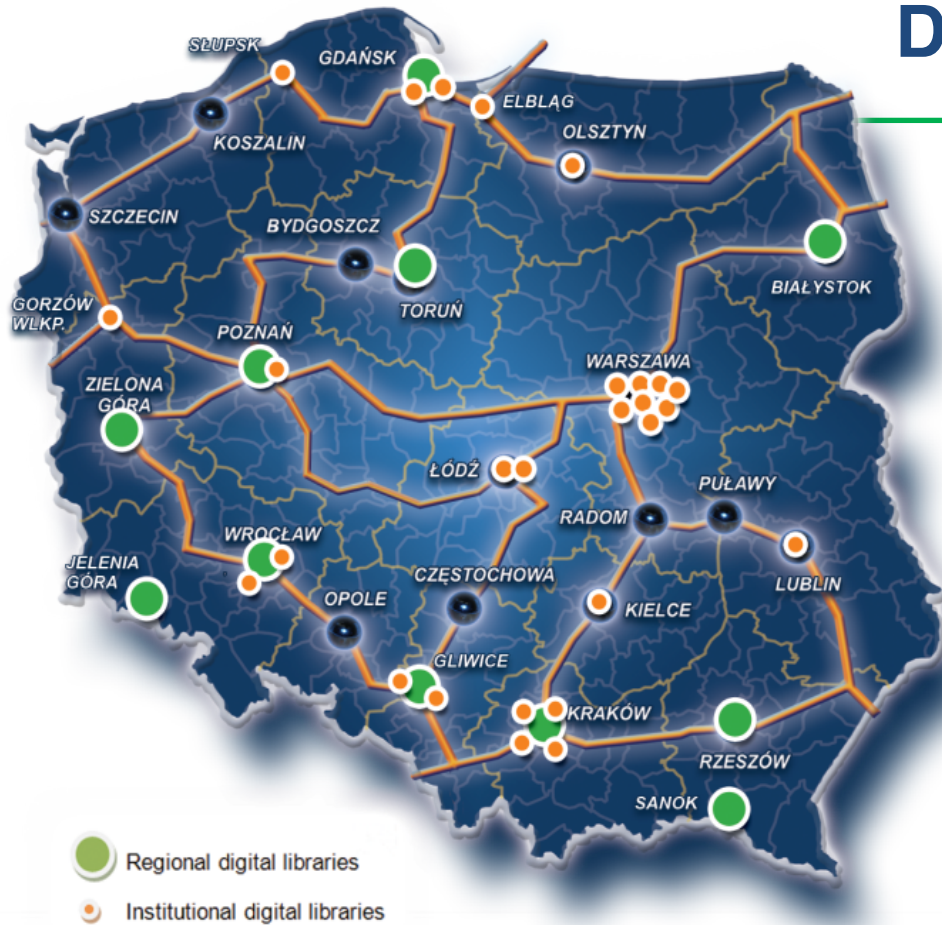 D
SŁUPSK
GDAŃSK
ELBLĄG
OLSZTYN
KOSZALIN
SZCZECIN
BYDGOSZCZ
BIAŁYSTOK
GORZÓW
WLKP.
TORUŃ
POZNAŃ
WARSZAWA
ZIELONA
GÓRA
ŁÓDŹ
PUŁAWY
RADOM
WROCŁAW
JELENIA
GÓRA
CZĘSTOCHOWA
LUBLIN
OPOLE
KIELCE
GLIWICE
KRAKÓW
RZESZÓW
SANOK
Regional digital libraries
Institutional digital libraries